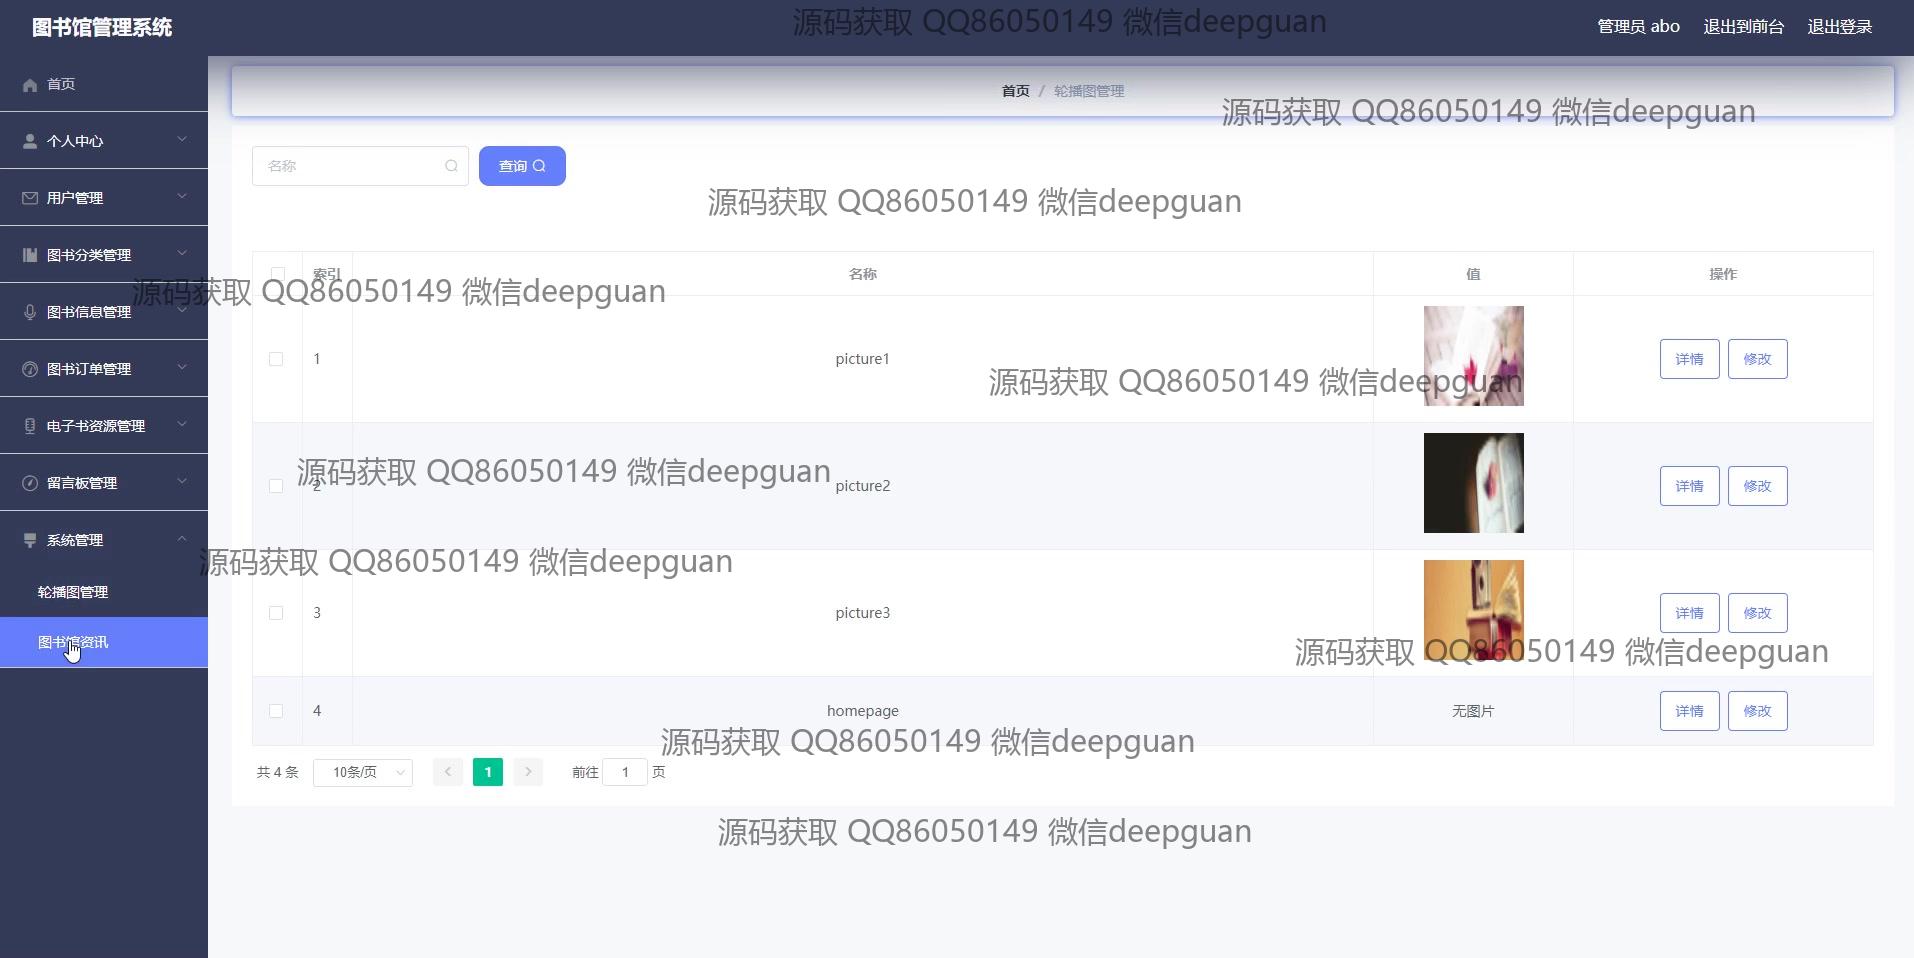 图书馆管理系统
源码获取 QQ86050149 微信deepguan
管理员 abo 退出到前台 退出登录
首页
首页 / 轮播图管理
源码获取 QQ86050149 微信deepguan
个人中心
名称 查询
用户管理
源码获取 QQ86050149 微信deepguan
图书分类管理
索引 名称 值 操作
源码获取 QQ86050149 微信deepguan
图书信息管理
1 picture1 详情 修改
图书订单管理
源码获取 QQ86050149 微信deepguan
电子书资源管理
源码获取 QQ86050149 微信deepguan
留言板管理
2 picture2 详情 修改
系统管理
源码获取 QQ86050149 微信deepguan
轮播图管理
3 picture3 详情 修改
图书馆资讯
源码获取 QQ86050149 微信deepguan
4 homepage 无图片 详情 修改
源码获取 QQ86050149 微信deepguan
共 4 条 10条/页 1 前往 1 页
源码获取 QQ86050149 微信deepguan